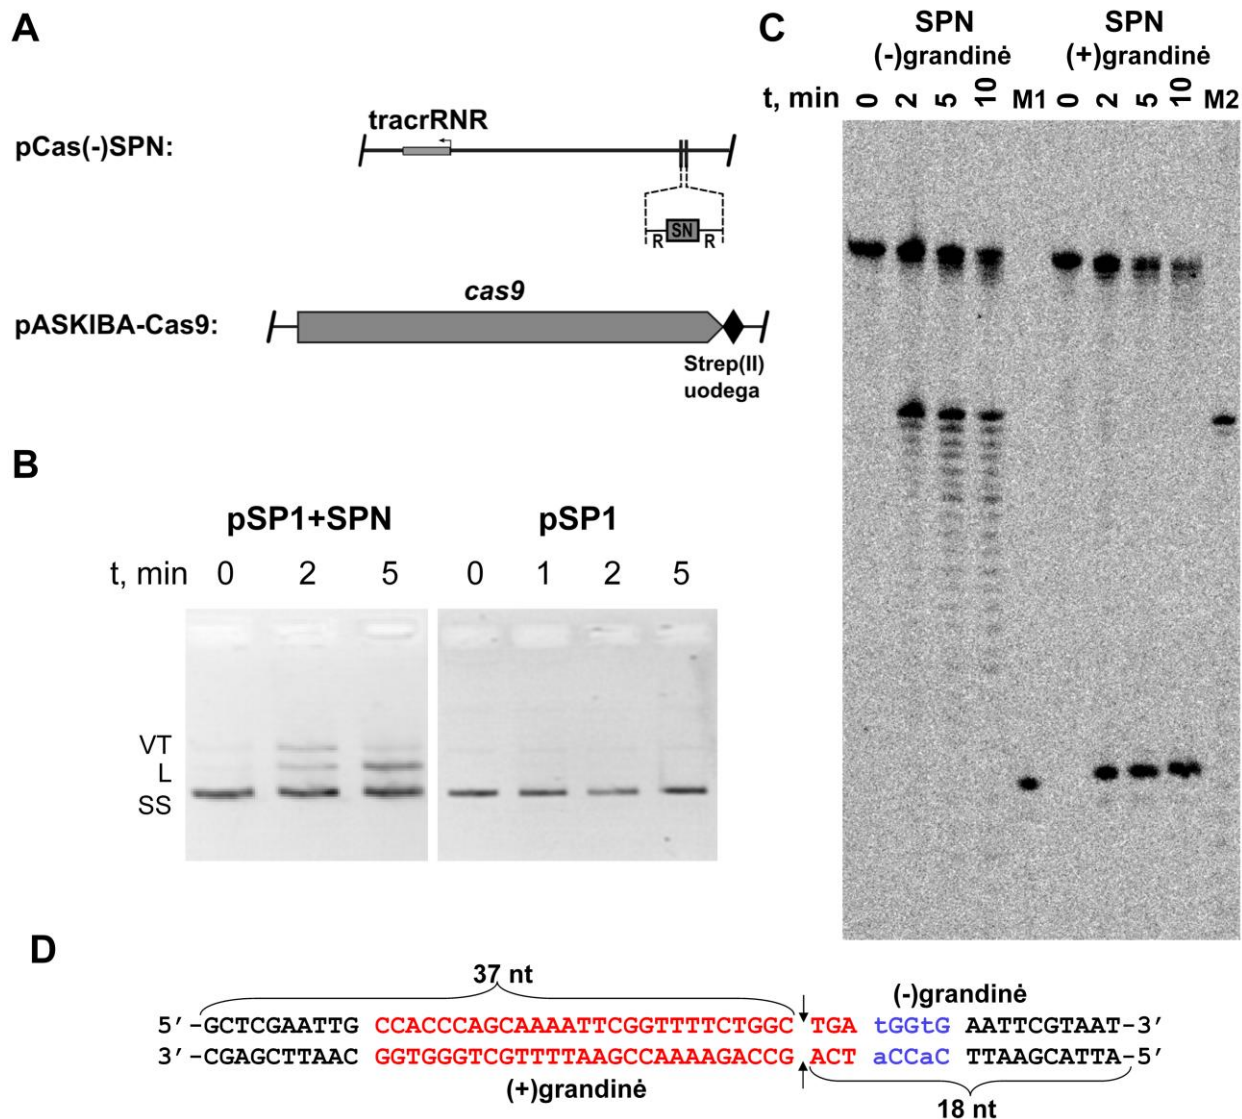 A
pCas(-)SPN:
tracrRNR
R SN R
pASKIBA-Cas9:
cas9
Strep(II)
uodega
B
pSP1+SPN pSP1
t, min 0 2 5 0 1 2 5
VT
L
SS
C
SPN SPN
(-)grandinė (+)grandinė
t, min 0 2 5 10 M1 0 2 5 10 M2
D
37 nt
(-)grandinė
5′-GCTCGAATTG CCACCCAGCAAAATTCGGTTTTCTGGC TGA tGGtG AATTCGTAAT-3′
3′-CGAGCTTAAC GGTGGGTCGTTTTAAGCCAAAAGACCG ACT aCCaC TTAAGCATTA-5′
(+)grandinė
18 nt